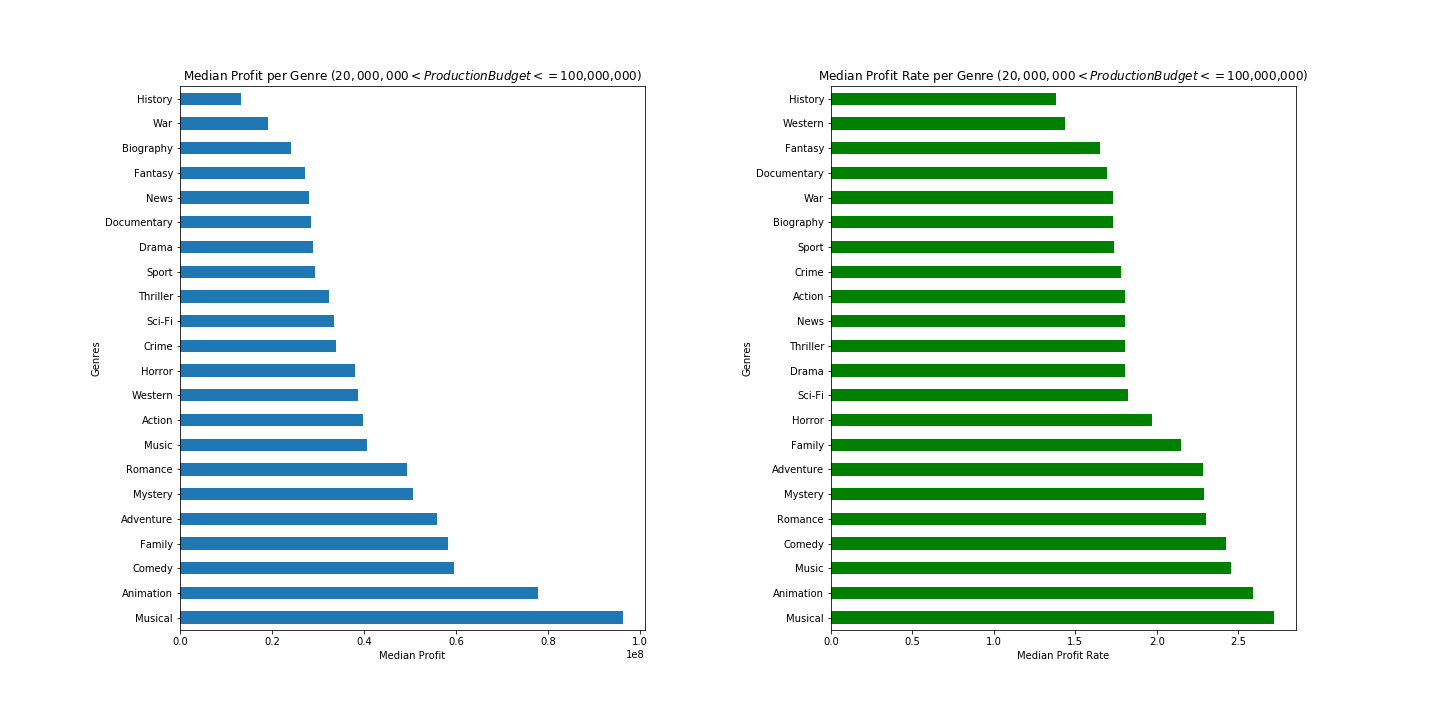 Median Profit per Genre (20,000,000<ProductionBudget<=100,000,000)
History
War
Biography
Fantasy
News
Documentary
Drama
Sport
Thriller
Sci-Fi
Crime
Horror
Western
Action
Music
Romance
Mystery
Adventure
Family
Comedy
Animation
Musical
Genres
0.0 0.2 0.4 0.6 0.8 1.0
1e8
Median Profit
Median Profit Rate per Genre (20,000,000<ProductionBudget<=100,000,000)
History
Western
Fantasy
Documentary
War
Biography
Sport
Crime
Action
News
Thriller
Drama
Sci-Fi
Horror
Family
Adventure
Mystery
Romance
Comedy
Music
Animation
Musical
Genres
0.0 0.5 1.0 1.5 2.0 2.5
Median Profit Rate